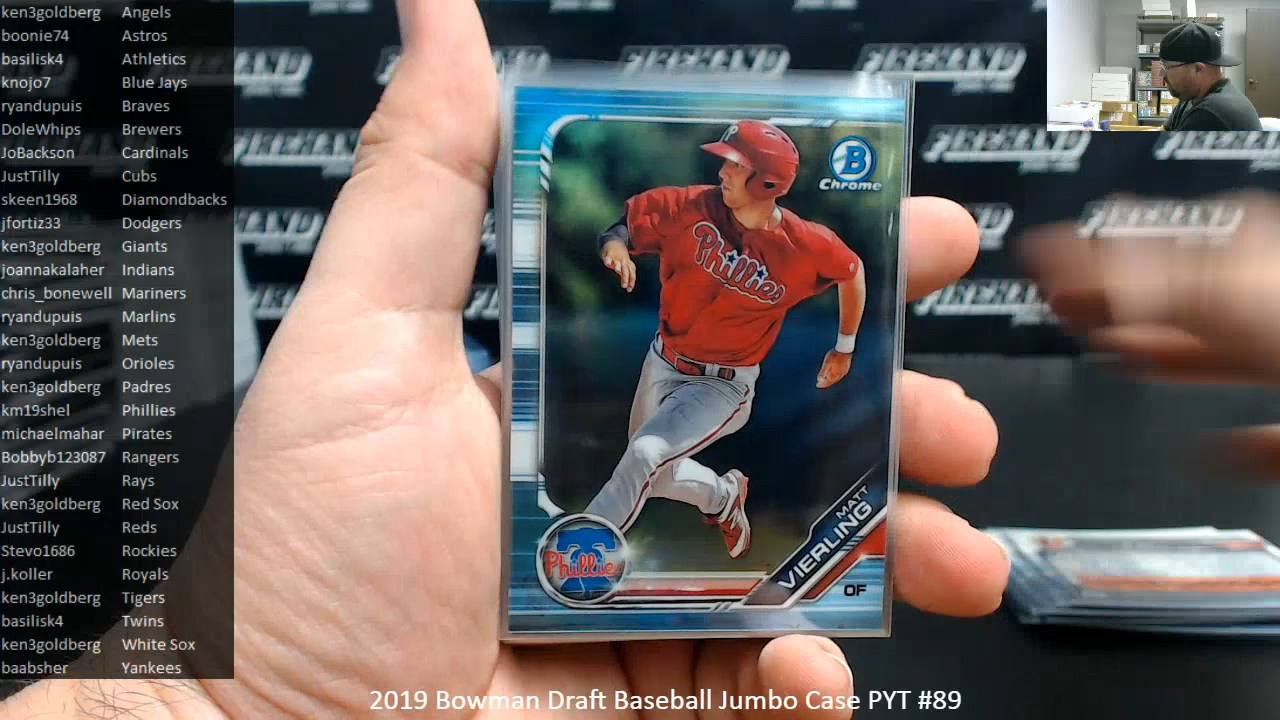 ken3goldberg Angels
boonie74 Astros
basilisk4 Athletics
knojo7 Blue Jays
ryandupuis Braves
DoleWhips Brewers
JoBackson Cardinals
JustTilly Cubs
skeen1968 Diamondbacks
jfortiz33 Dodgers
ken3goldberg Giants
joannakalaher Indians
chris_bonewell Mariners
ryandupuis Marlins
ken3goldberg Mets
ryandupuis Orioles
ken3goldberg Padres
km19shel Phillies
michaelmahar Pirates
Bobbyb123087 Rangers
JustTilly Rays
ken3goldberg Red Sox
JustTilly Reds
Stevo1686 Rockies
j.koller Royals
ken3goldberg Tigers
basilisk4 Twins
ken3goldberg White Sox
baabsher Yankees
B
Chrome
P
Phillies
MATT
VIERLING
Phillies
OF
2019 Bowman Draft Baseball Jumbo Case PYT #89